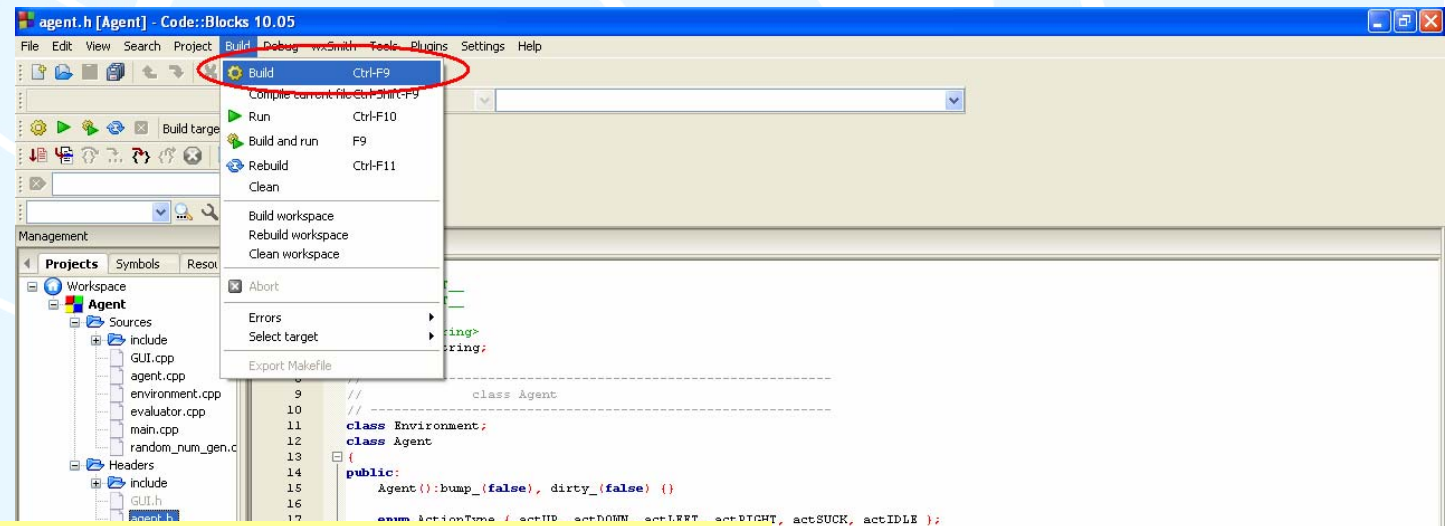 agent.h [Agent] - Code::Blocks 10.05
File Edit View Search Project Build Debug wxSmith Tools Plugins Settings Help
Build Ctrl-F9
Compile current file Ctrl-Shift-F9
Run Ctrl-F10
Build targe
Build and run F9
Rebuild Ctrl-F11
Clean
Build workspace
Management
Rebuild workspace
Clean workspace
Projects Symbols Resou
Workspace
Abort
Agent
Sources
Errors
include
ing>
Select target
GUI.cpp
tring;
Export Makefile
agent.cpp
8 // ------------------------------------------------------------
environment.cpp
9 // class Agent
evaluator.cpp
10 // ------------------------------------------------------------
main.cpp
11 class Environment;
random_num_gen.c
12 class Agent
13 {
Headers
14 public:
include
15 Agent():bump_(false), dirty_(false) {}
GUI.h
16
agent.h
17 enum ActionType { actUP, actDOWN, actLEFT, actRIGHT, actSUCK, actIDLE };